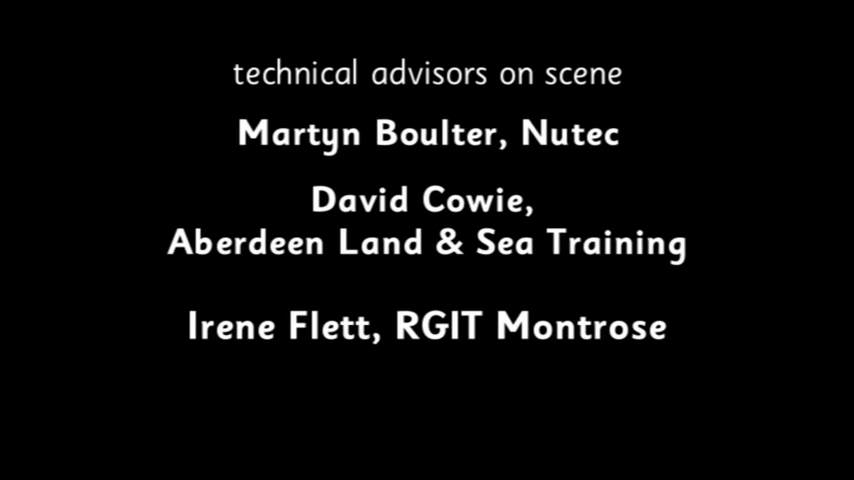 technical advisors on scene
Martyn Boulter, Nutec
David Cowie,
Aberdeen Land & Sea Training
Irene Flett, RGIT Montrose